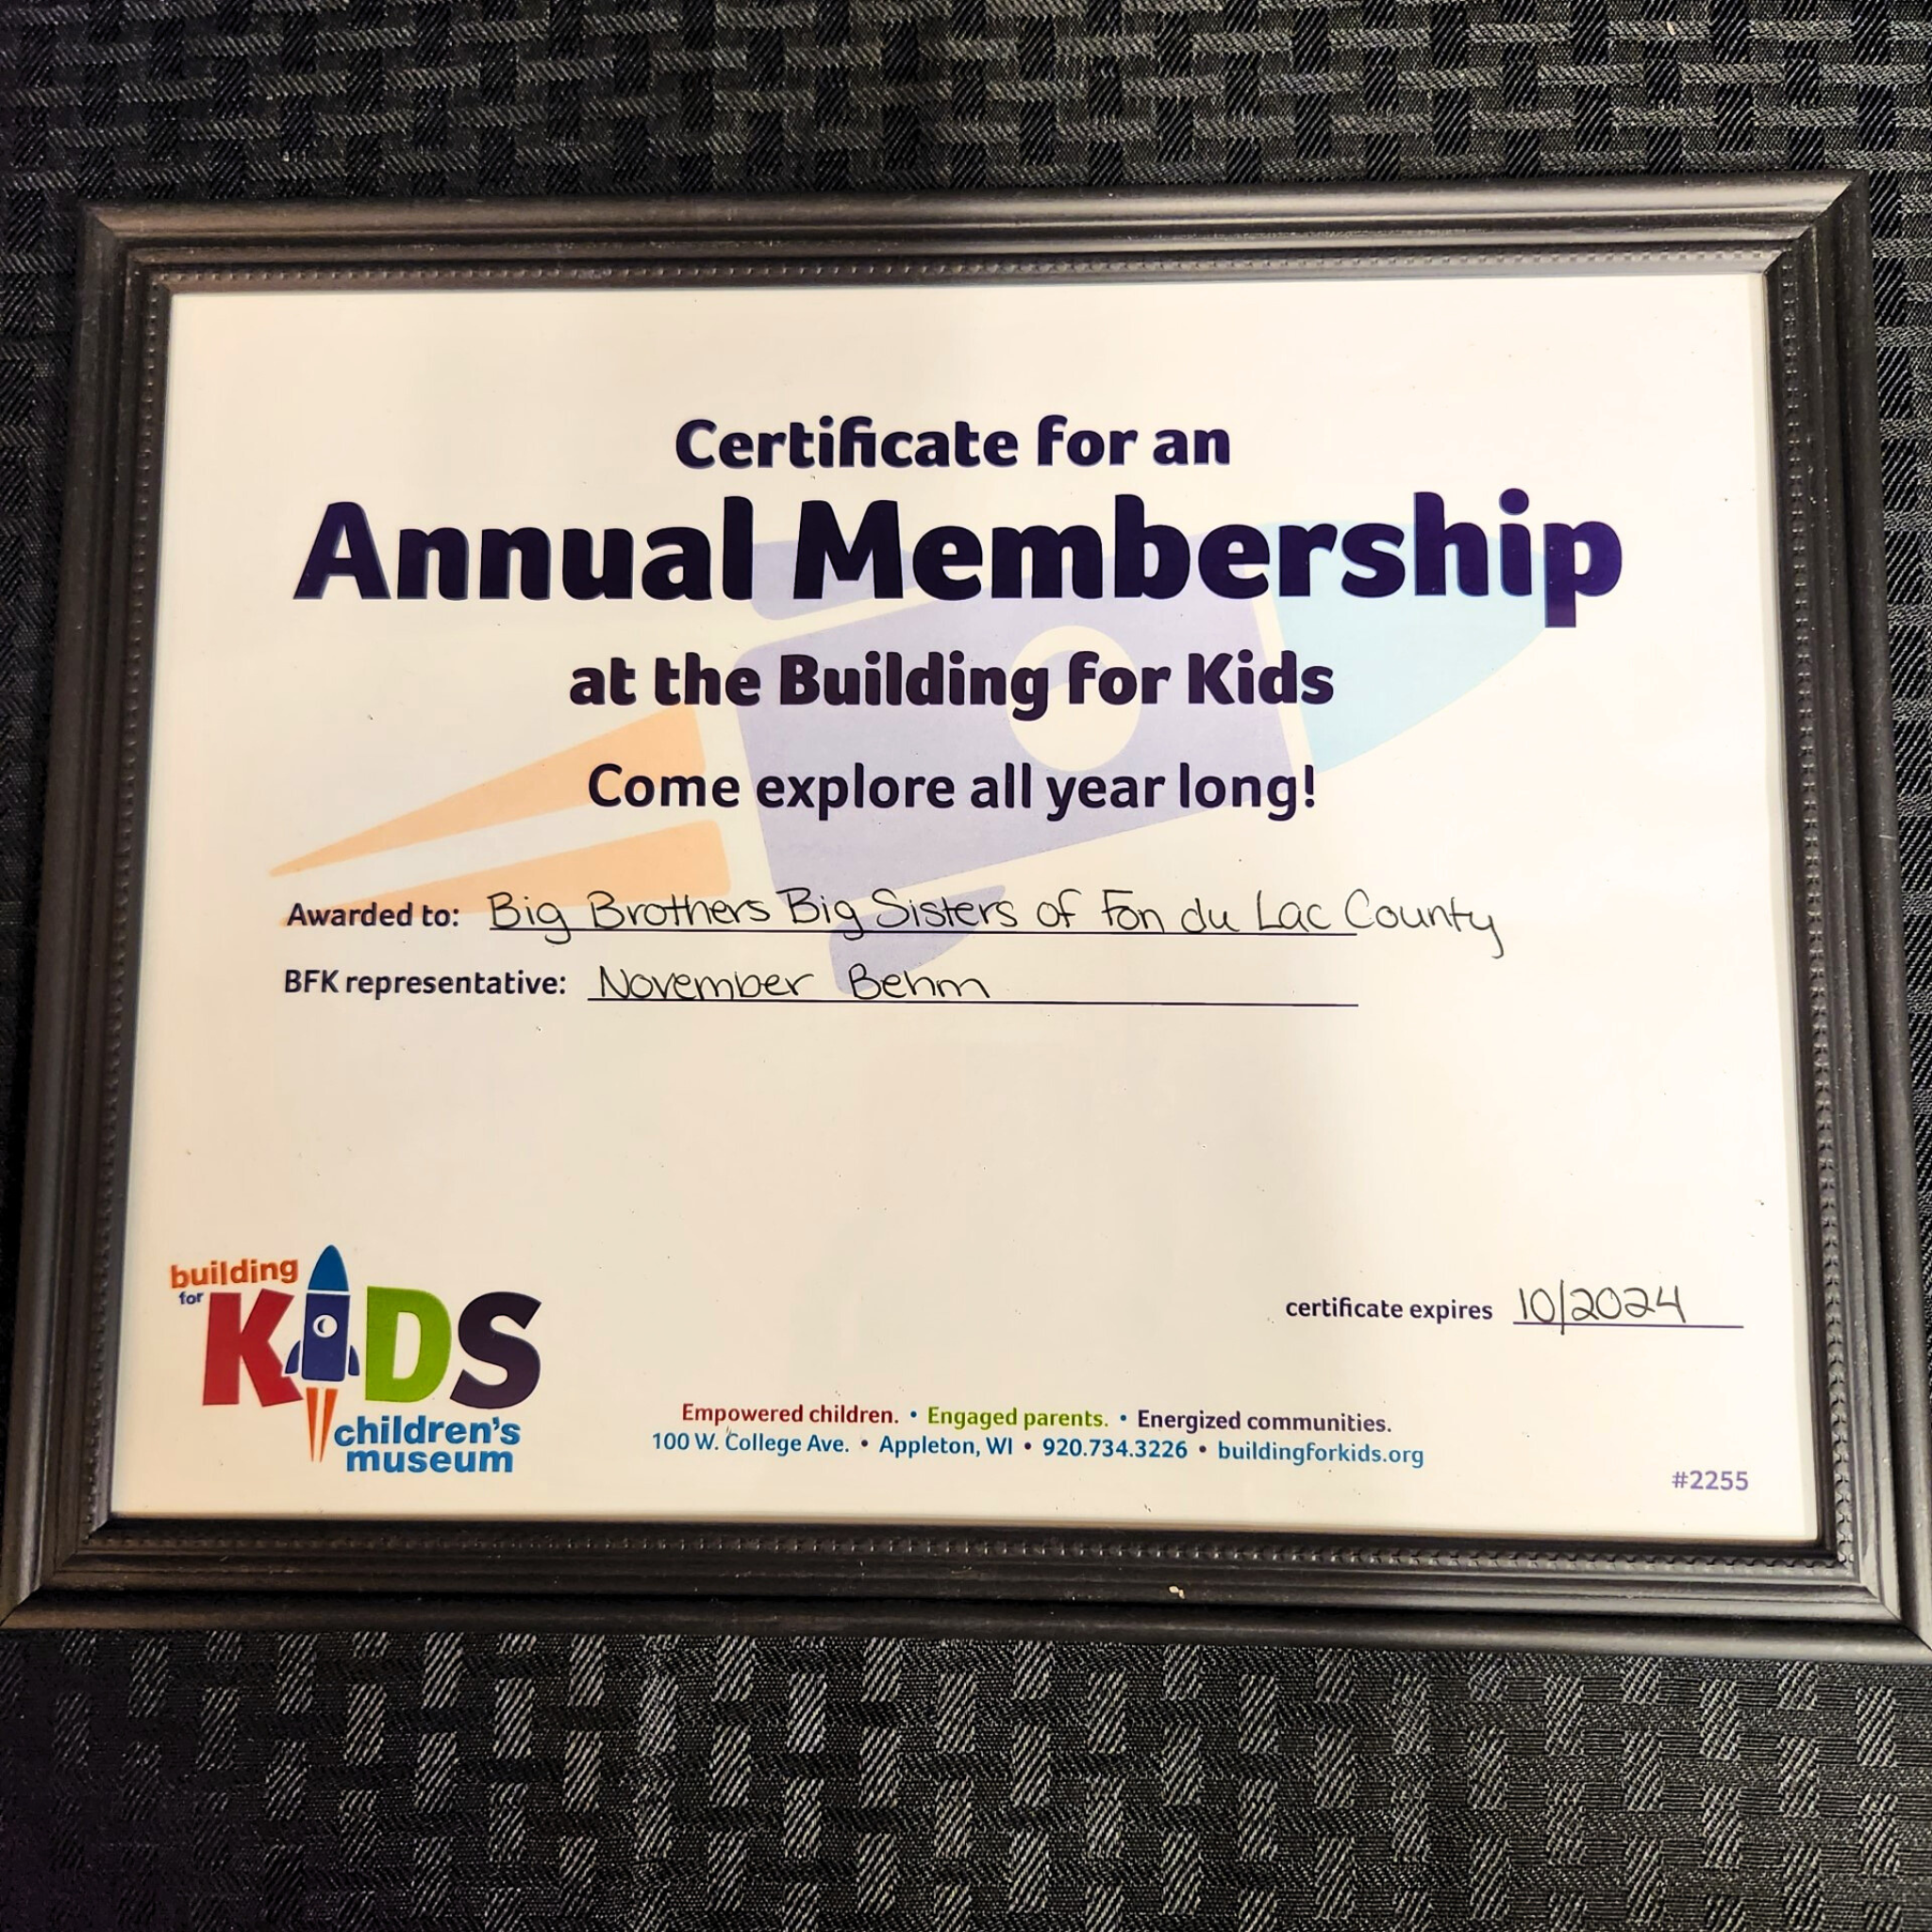 Certificate for an
Annual Membership
at the Building for Kids
Come explore all year long!
Awarded to: Big Brothers Big Sisters of Fon du Lac County
BFK representative: November Behm
building
for
KIDS
children's
museum
certificate expires 10/2024
Empowered children. • Engaged parents. • Energized communities.
100 W. College Ave. • Appleton, WI • 920.734.3226 • buildingforkids.org
#2255